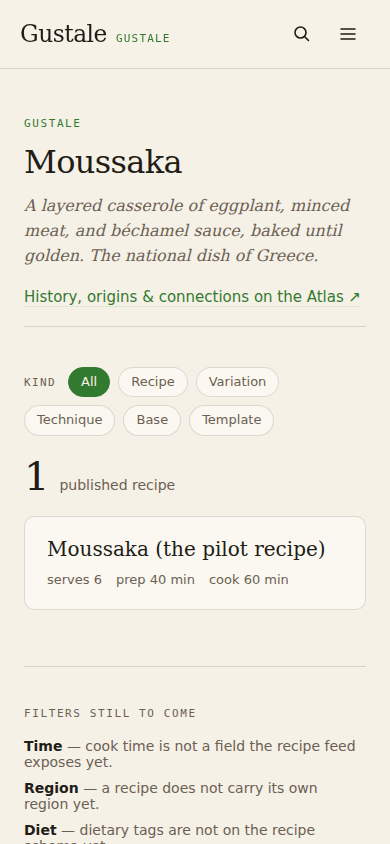 Gustale GUSTALE
GUSTALE
Moussaka
A layered casserole of eggplant, minced
meat, and béchamel sauce, baked until
golden. The national dish of Greece.
History, origins & connections on the Atlas ↗
KIND All Recipe Variation
Technique Base Template
1 published recipe
Moussaka (the pilot recipe)
serves 6 prep 40 min cook 60 min
FILTERS STILL TO COME
Time — cook time is not a field the recipe feed
exposes yet.
Region — a recipe does not carry its own
region yet.
Diet — dietary tags are not on the recipe
schema yet.